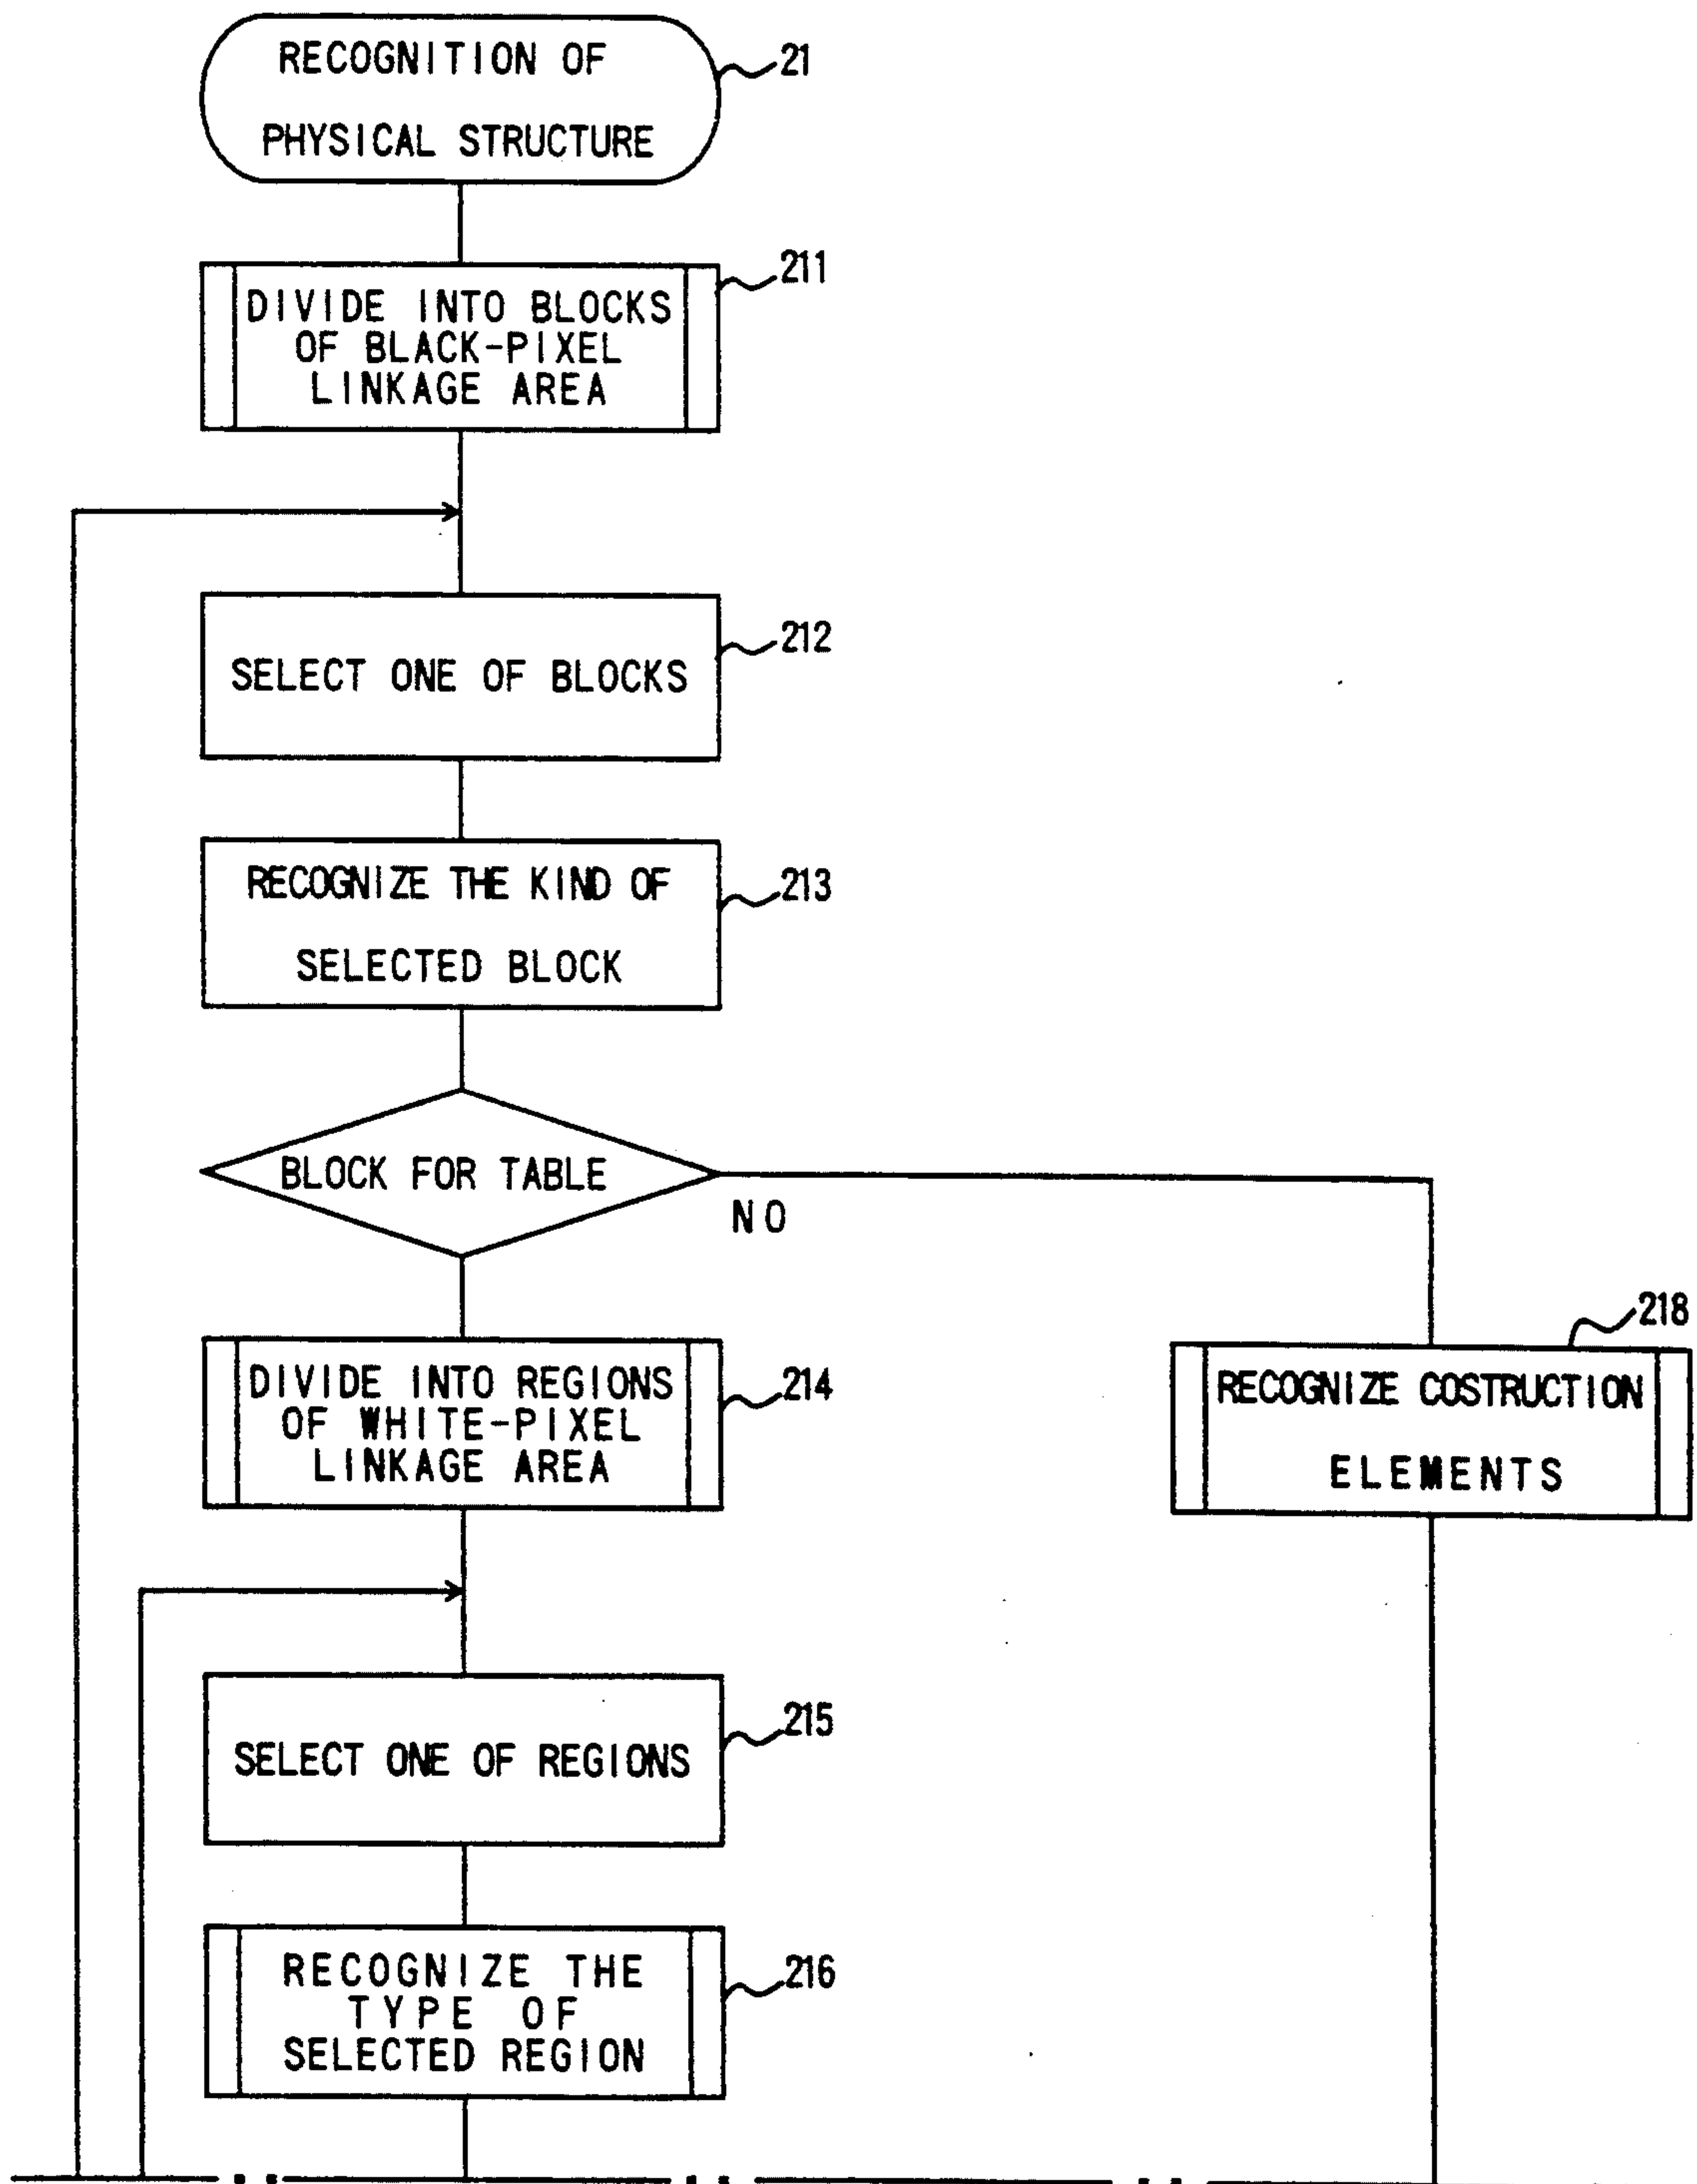 RECOGNITION OF
PHYSICAL STRUCTURE
21
DIVIDE INTO BLOCKS
OF BLACK-PIXEL
LINKAGE AREA
211
SELECT ONE OF BLOCKS
212
RECOGNIZE THE KIND OF
SELECTED BLOCK
213
BLOCK FOR TABLE
NO
DIVIDE INTO REGIONS
OF WHITE-PIXEL
LINKAGE AREA
214
RECOGNIZE COSTRUCTION
ELEMENTS
218
SELECT ONE OF REGIONS
215
RECOGNIZE THE
TYPE OF
SELECTED REGION
216